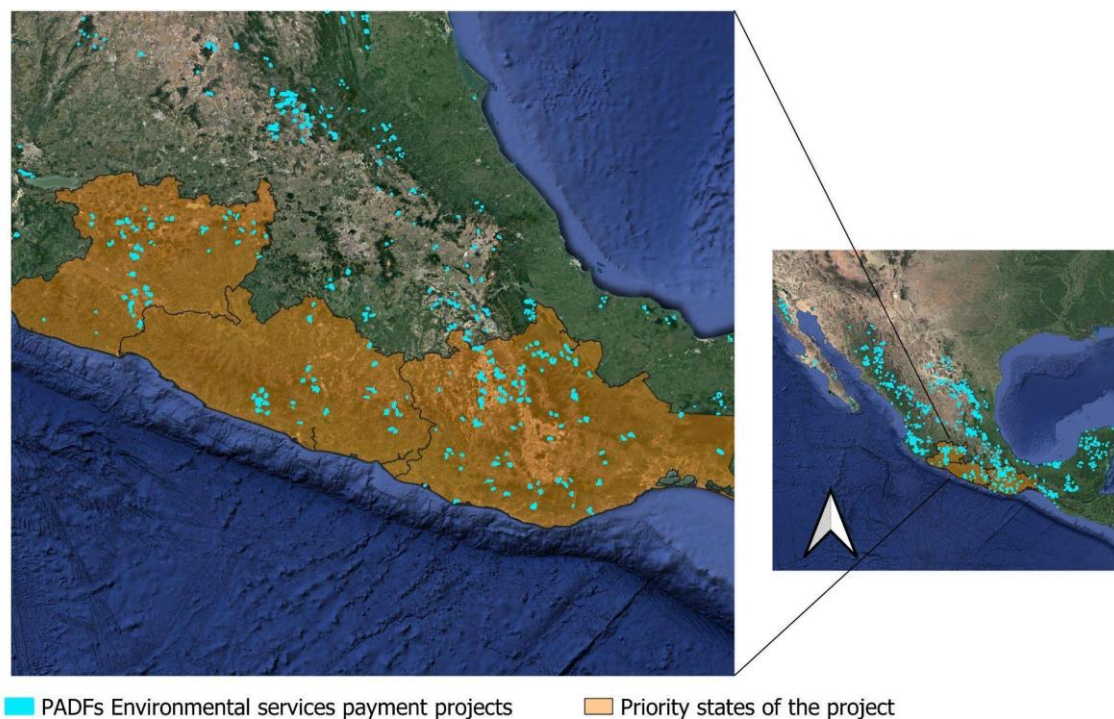 PADFs Environmental services payment projects
Priority states of the project